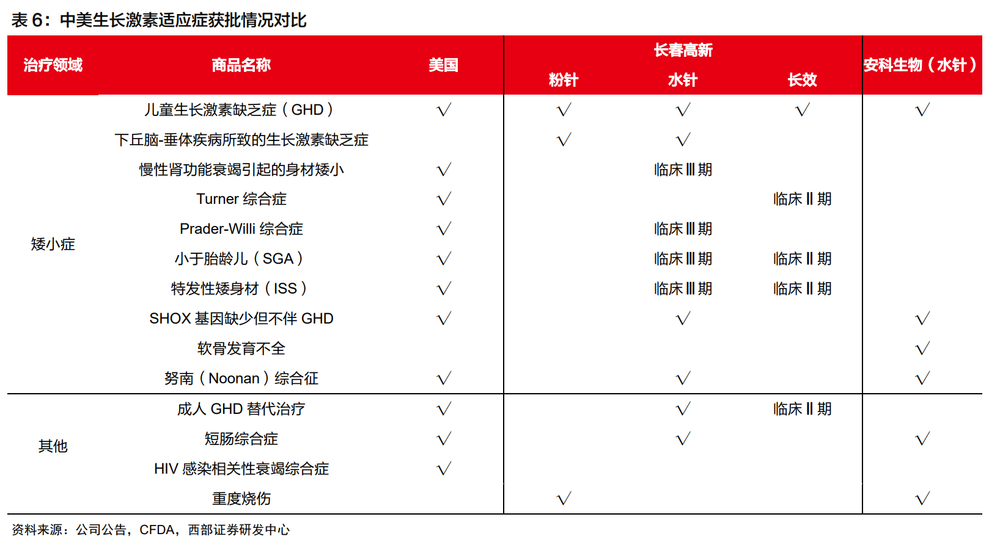 表 6：中美生长激素适应症获批情况对比
治疗领域 商品名称 美国 长春高新 安科生物（水针）
粉针 水针 长效
儿童生长激素缺乏症（GHD） √ √ √ √ √
下丘脑-垂体疾病所致的生长激素缺乏症 √ √
慢性肾功能衰竭引起的身材矮小 √ 临床Ⅲ期
Turner 综合症 √ 临床Ⅱ期
Prader-Willi 综合症 √ 临床Ⅲ期
矮小症
小于胎龄儿（SGA） √ 临床Ⅲ期 临床Ⅱ期
特发性矮身材（ISS） √ 临床Ⅲ期 临床Ⅱ期
SHOX 基因缺少但不伴 GHD √ √ √
软骨发育不全 √
努南（Noonan）综合征 √ √ √
成人 GHD 替代治疗 √ √ 临床Ⅱ期
短肠综合症 √ √ √
其他
HIV 感染相关性衰竭综合症 √
重度烧伤 √ √
资料来源：公司公告，CFDA，西部证券研发中心